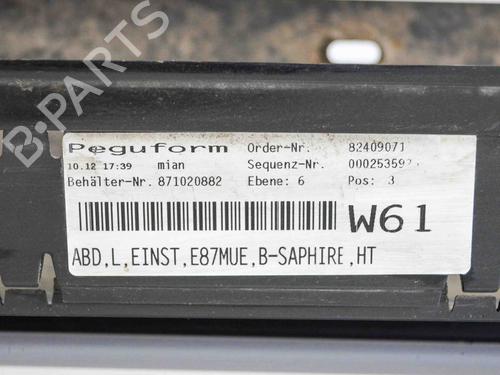 B-PARTS
Peguform Order-Nr. 82409071
10.12 17:39 mian Sequenz-Nr.
Behälter-Nr. 871020882 Ebene: 6 Pos: 3
W61
ABD,L,EINST,E87MUE,B-SAPHIRE,HT